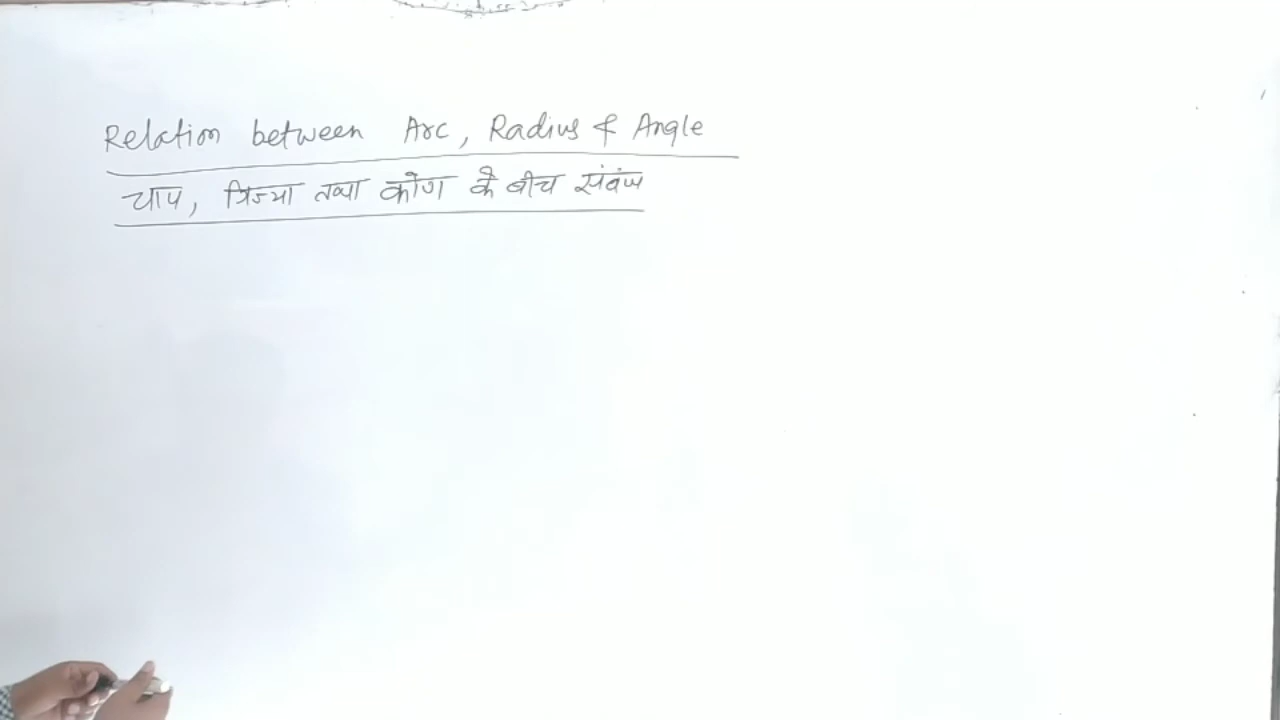 Relation between Arc, Radius & Angle
चाप, त्रिज्या तथा कोण के बीच संबंध